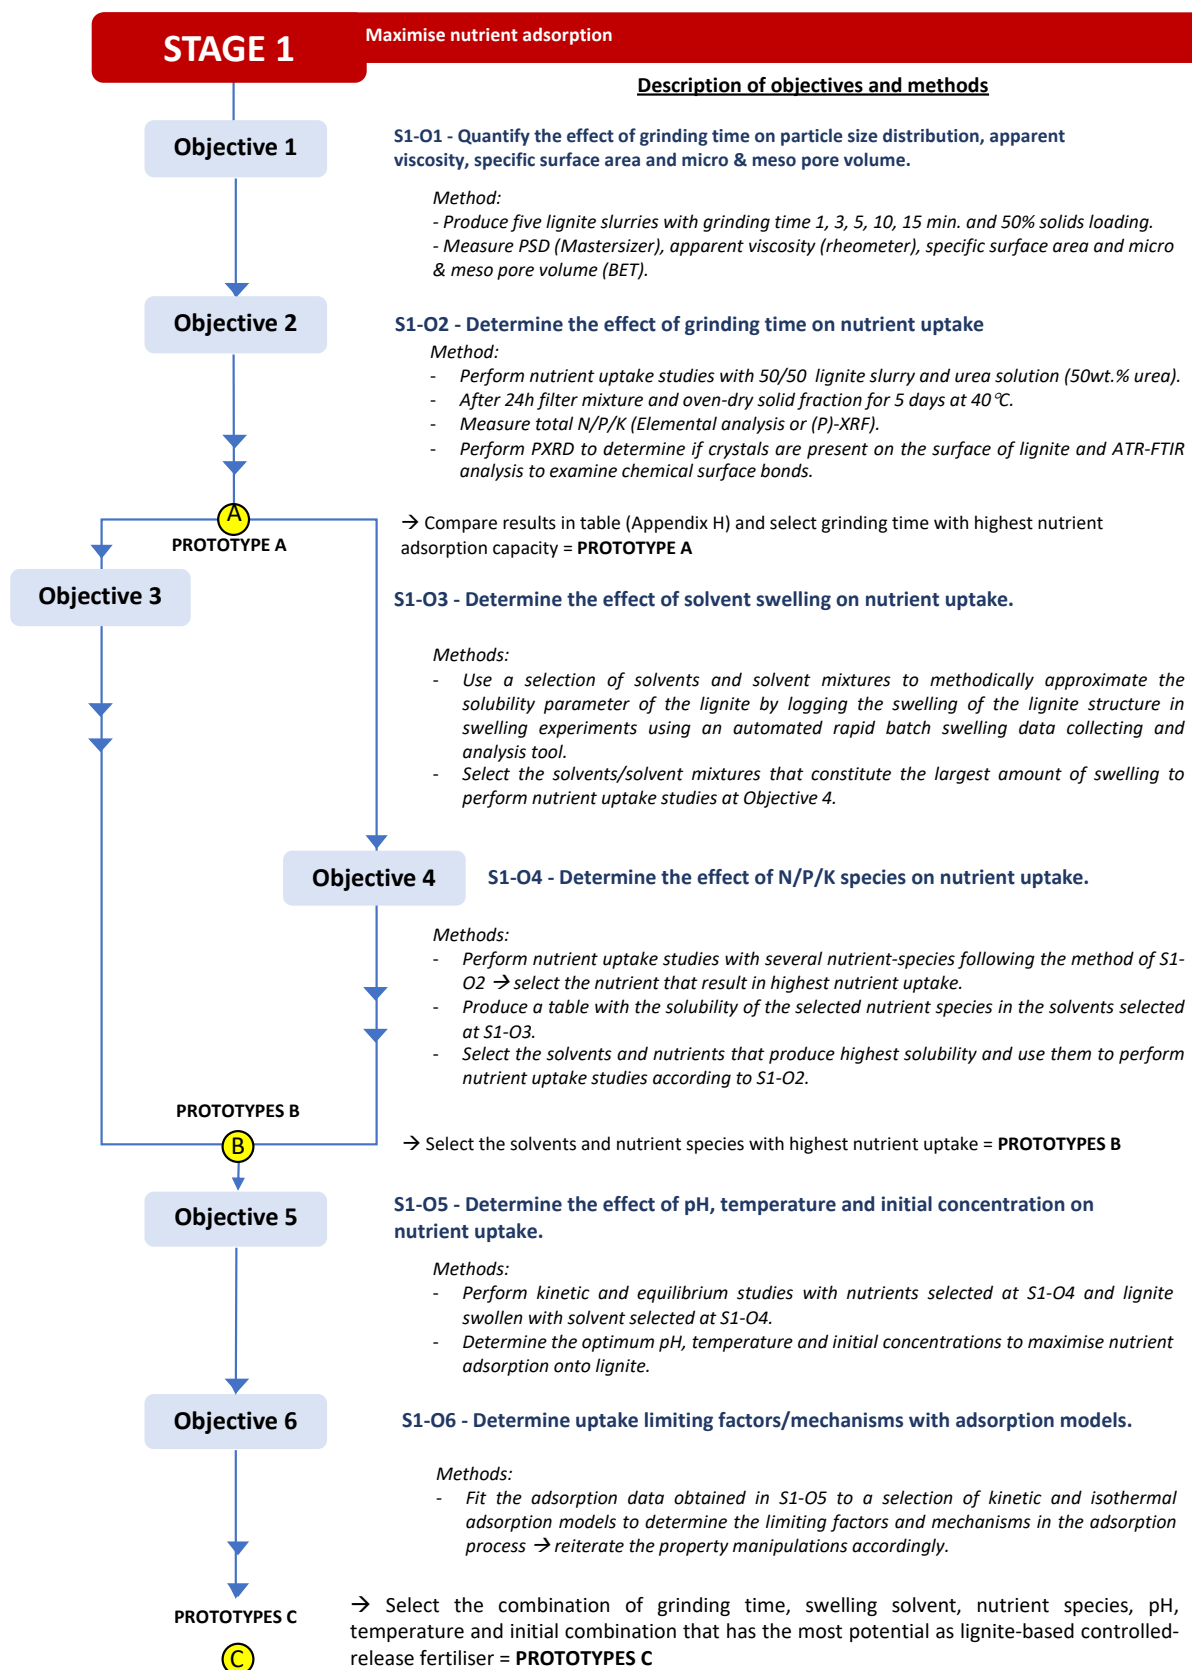 STAGE 1
Maximise nutrient adsorption
Description of objectives and methods
Objective 1
S1-O1 - Quantify the effect of grinding time on particle size distribution, apparent
viscosity, specific surface area and micro & meso pore volume.
Method:
- Produce five lignite slurries with grinding time 1, 3, 5, 10, 15 min. and 50% solids loading.
- Measure PSD (Mastersizer), apparent viscosity (rheometer), specific surface area and micro
& meso pore volume (BET).
Objective 2
S1-O2 - Determine the effect of grinding time on nutrient uptake
Method:
- Perform nutrient uptake studies with 50/50 lignite slurry and urea solution (50wt.% urea).
- After 24h filter mixture and oven-dry solid fraction for 5 days at 40°C.
- Measure total N/P/K (Elemental analysis or (P)-XRF).
- Perform PXRD to determine if crystals are present on the surface of lignite and ATR-FTIR
analysis to examine chemical surface bonds.
A
PROTOTYPE A
→ Compare results in table (Appendix H) and select grinding time with highest nutrient
adsorption capacity = PROTOTYPE A
Objective 3
S1-O3 - Determine the effect of solvent swelling on nutrient uptake.
Methods:
- Use a selection of solvents and solvent mixtures to methodically approximate the
solubility parameter of the lignite by logging the swelling of the lignite structure in
swelling experiments using an automated rapid batch swelling data collecting and
analysis tool.
- Select the solvents/solvent mixtures that constitute the largest amount of swelling to
perform nutrient uptake studies at Objective 4.
Objective 4
S1-O4 - Determine the effect of N/P/K species on nutrient uptake.
Methods:
- Perform nutrient uptake studies with several nutrient-species following the method of S1-
O2 → select the nutrient that result in highest nutrient uptake.
- Produce a table with the solubility of the selected nutrient species in the solvents selected
at S1-O3.
- Select the solvents and nutrients that produce highest solubility and use them to perform
nutrient uptake studies according to S1-O2.
PROTOTYPES B
B
→ Select the solvents and nutrient species with highest nutrient uptake = PROTOTYPES B
Objective 5
S1-O5 - Determine the effect of pH, temperature and initial concentration on
nutrient uptake.
Methods:
- Perform kinetic and equilibrium studies with nutrients selected at S1-O4 and lignite
swollen with solvent selected at S1-O4.
- Determine the optimum pH, temperature and initial concentrations to maximise nutrient
adsorption onto lignite.
Objective 6
S1-O6 - Determine uptake limiting factors/mechanisms with adsorption models.
Methods:
- Fit the adsorption data obtained in S1-O5 to a selection of kinetic and isothermal
adsorption models to determine the limiting factors and mechanisms in the adsorption
process → reiterate the property manipulations accordingly.
PROTOTYPES C
C
→ Select the combination of grinding time, swelling solvent, nutrient species, pH,
temperature and initial combination that has the most potential as lignite-based controlled-
release fertiliser = PROTOTYPES C